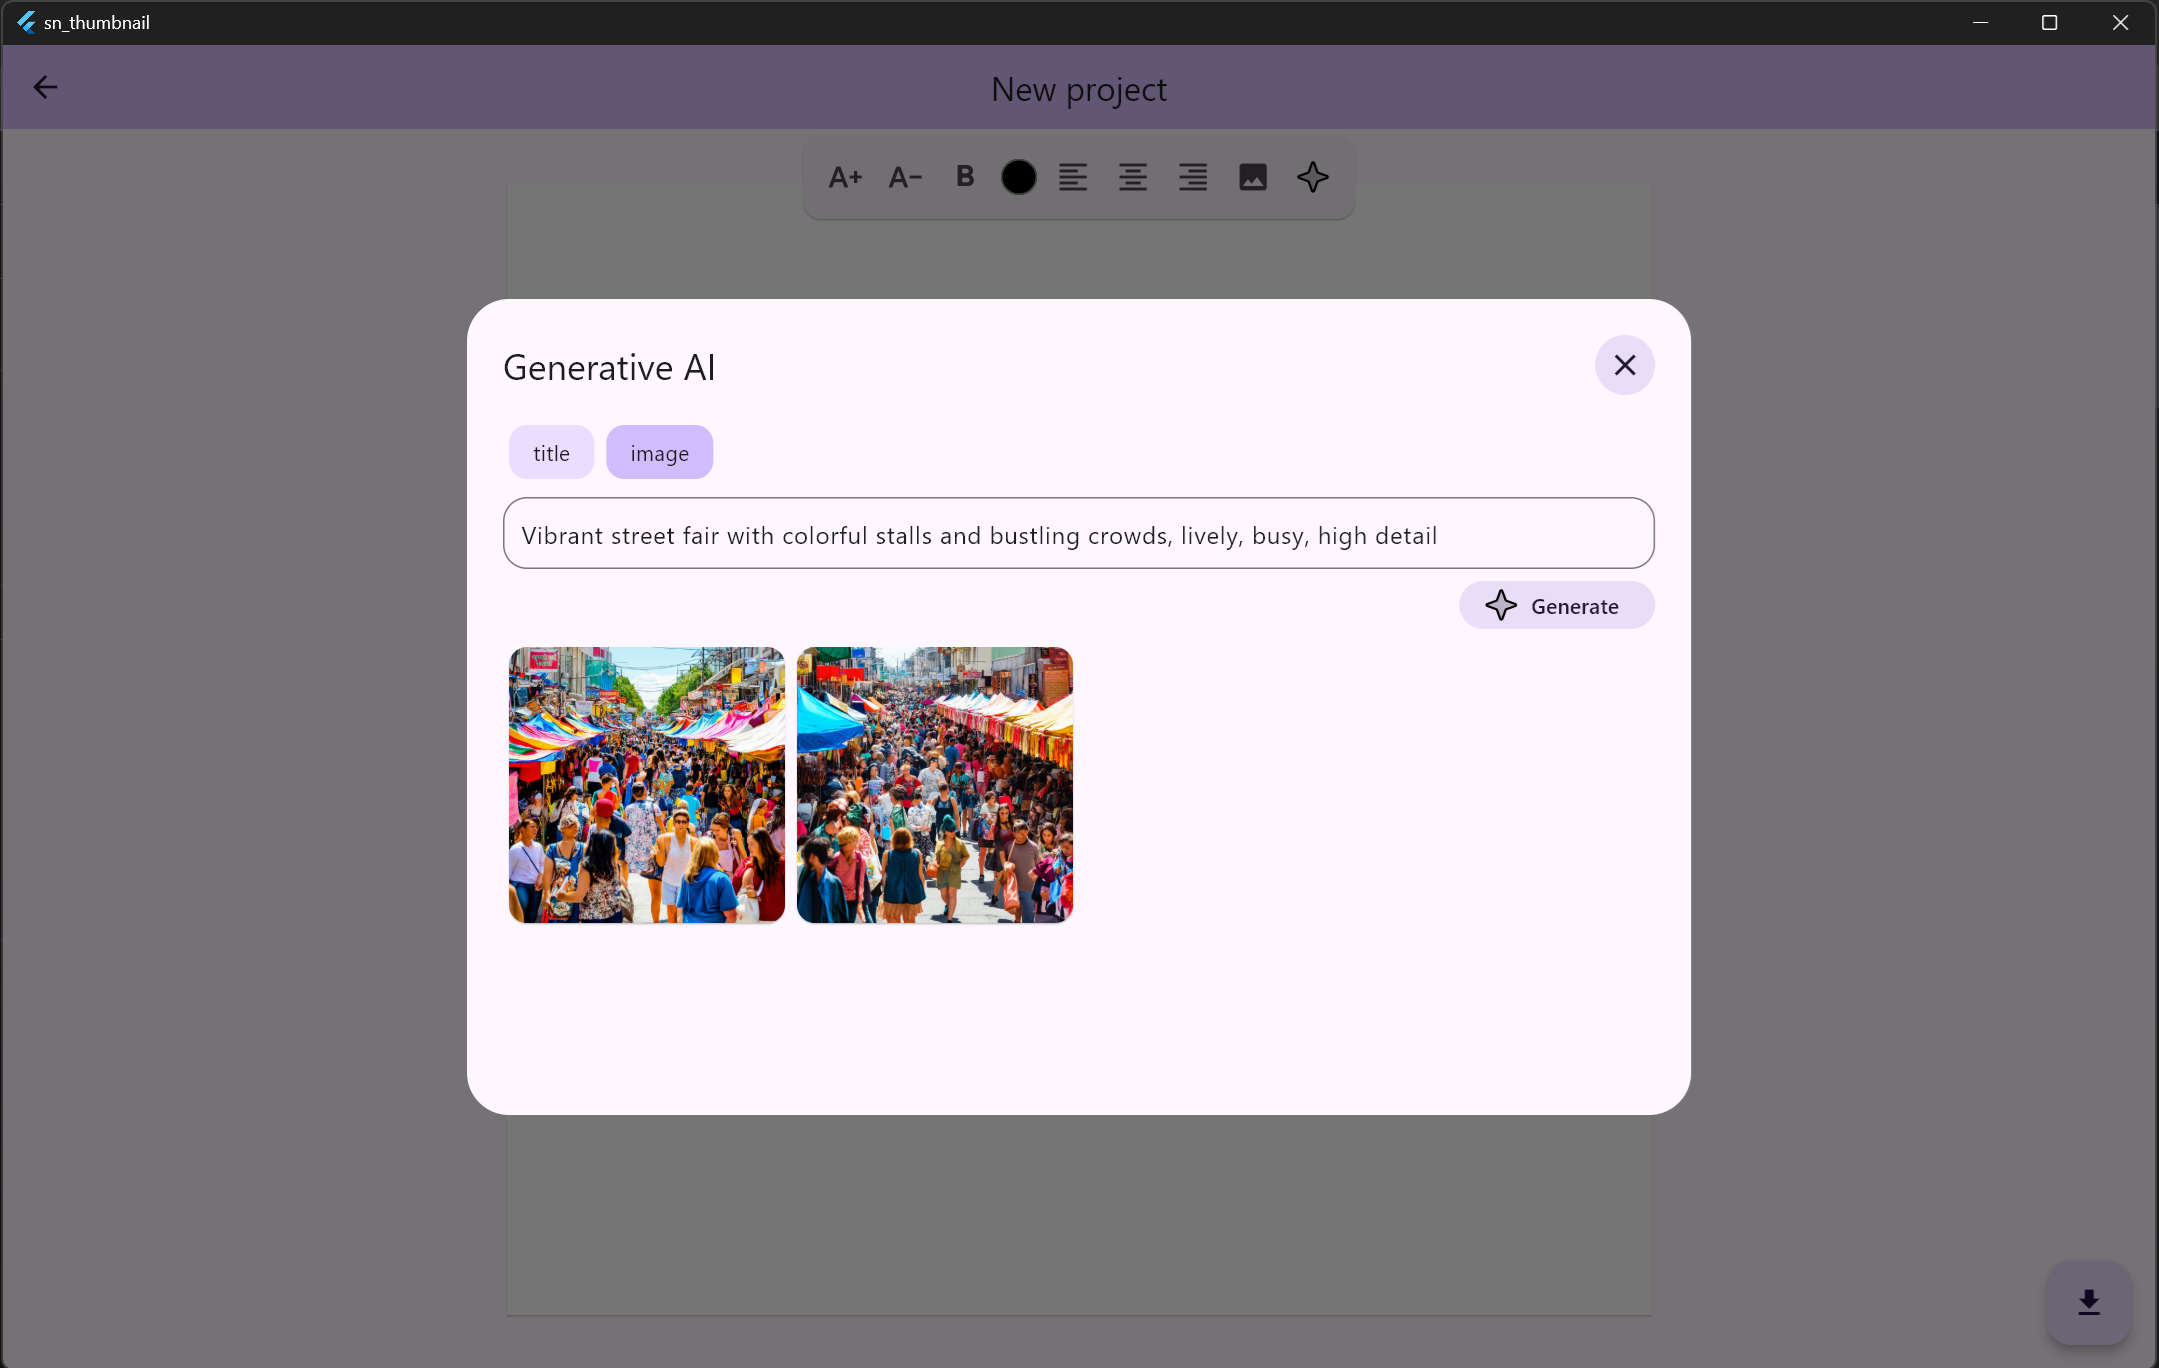 sn_thumbnail
New project
A+ A− B
Generative AI
title image
Vibrant street fair with colorful stalls and bustling crowds, lively, busy, high detail
Generate